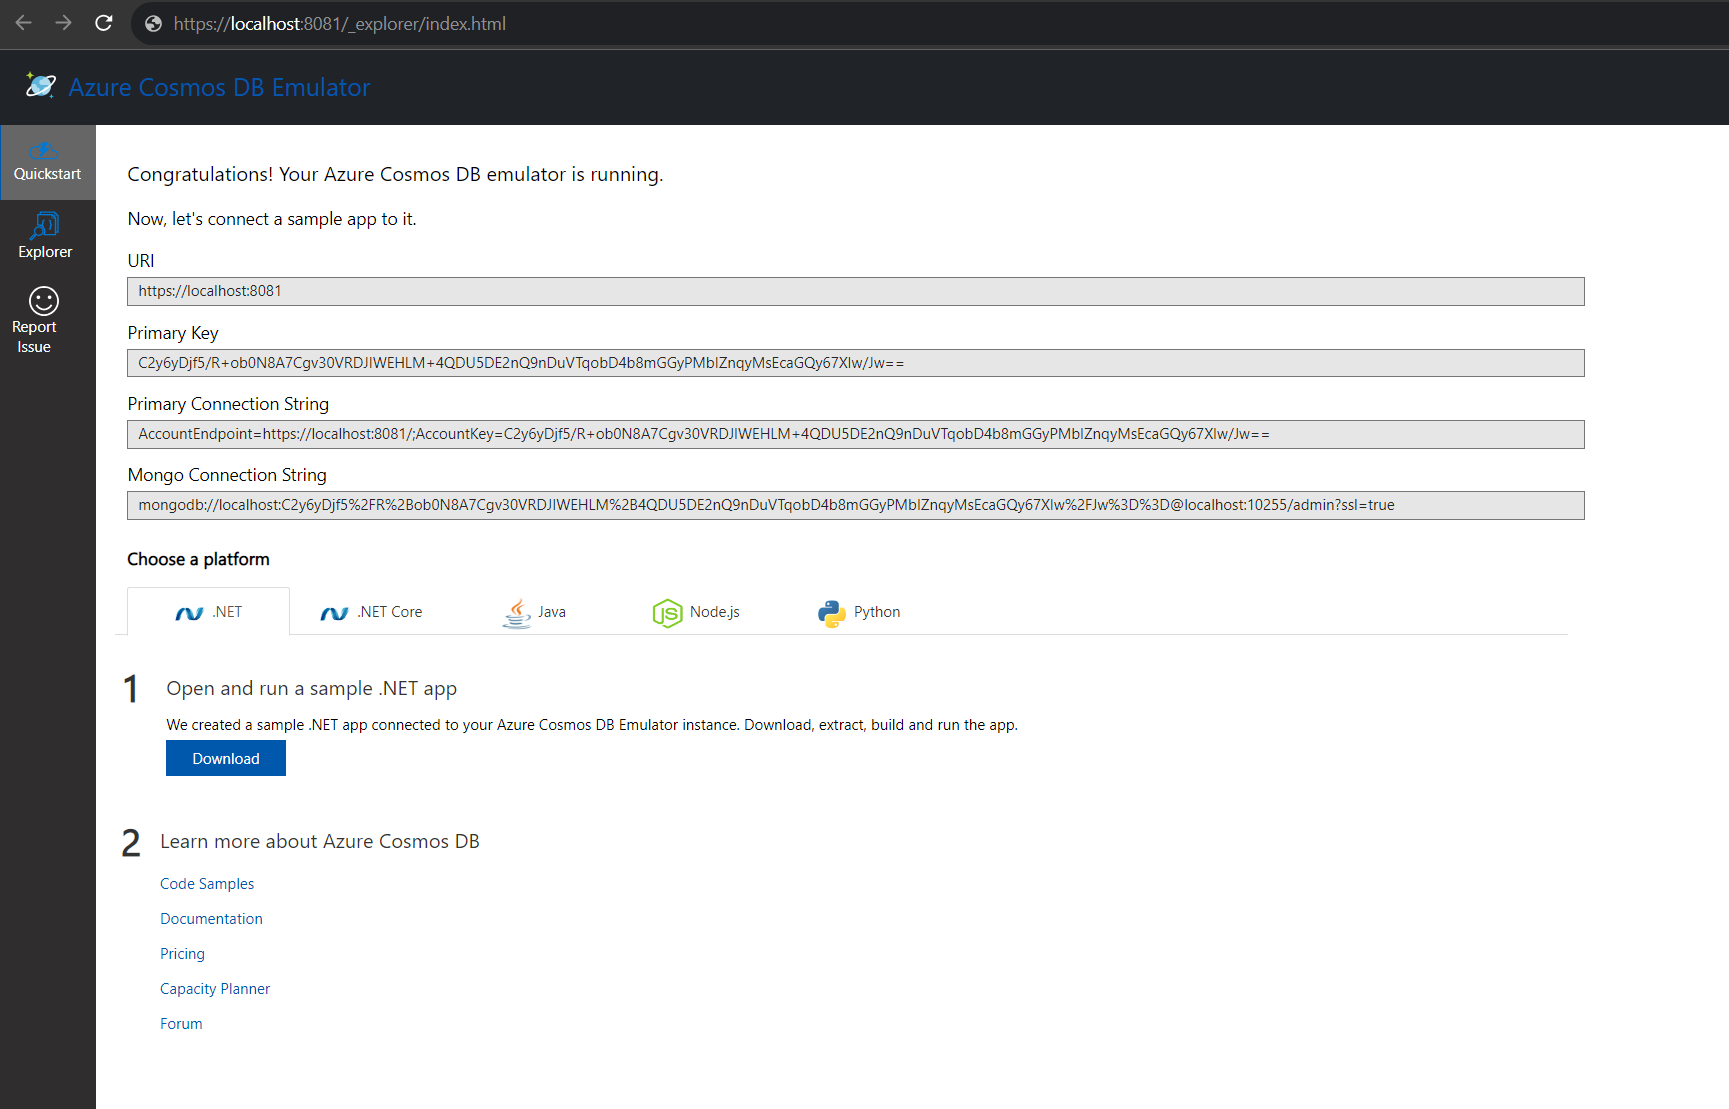 https://localhost:8081/_explorer/index.html
Azure Cosmos DB Emulator
Quickstart
Explorer
Report
Issue
Congratulations! Your Azure Cosmos DB emulator is running.
Now, let's connect a sample app to it.
URI
https://localhost:8081
Primary Key
C2y6yDjf5/R+ob0N8A7Cgv30VRDJIWEHLM+4QDU5DE2nQ9nDuVTqobD4b8mGGyPMbIZnqyMsEcaGQy67XIw/Jw==
Primary Connection String
AccountEndpoint=https://localhost:8081/;AccountKey=C2y6yDjf5/R+ob0N8A7Cgv30VRDJIWEHLM+4QDU5DE2nQ9nDuVTqobD4b8mGGyPMbIZnqyMsEcaGQy67XIw/Jw==
Mongo Connection String
mongodb://localhost:C2y6yDjf5%2FR%2Bob0N8A7Cgv30VRDJIWEHLM%2B4QDU5DE2nQ9nDuVTqobD4b8mGGyPMbIZnqyMsEcaGQy67XIw%2FJw%3D%3D@localhost:10255/admin?ssl=true
Choose a platform
.NET .NET Core Java Node.js Python
1 Open and run a sample .NET app
We created a sample .NET app connected to your Azure Cosmos DB Emulator instance. Download, extract, build and run the app.
Download
2 Learn more about Azure Cosmos DB
Code Samples
Documentation
Pricing
Capacity Planner
Forum